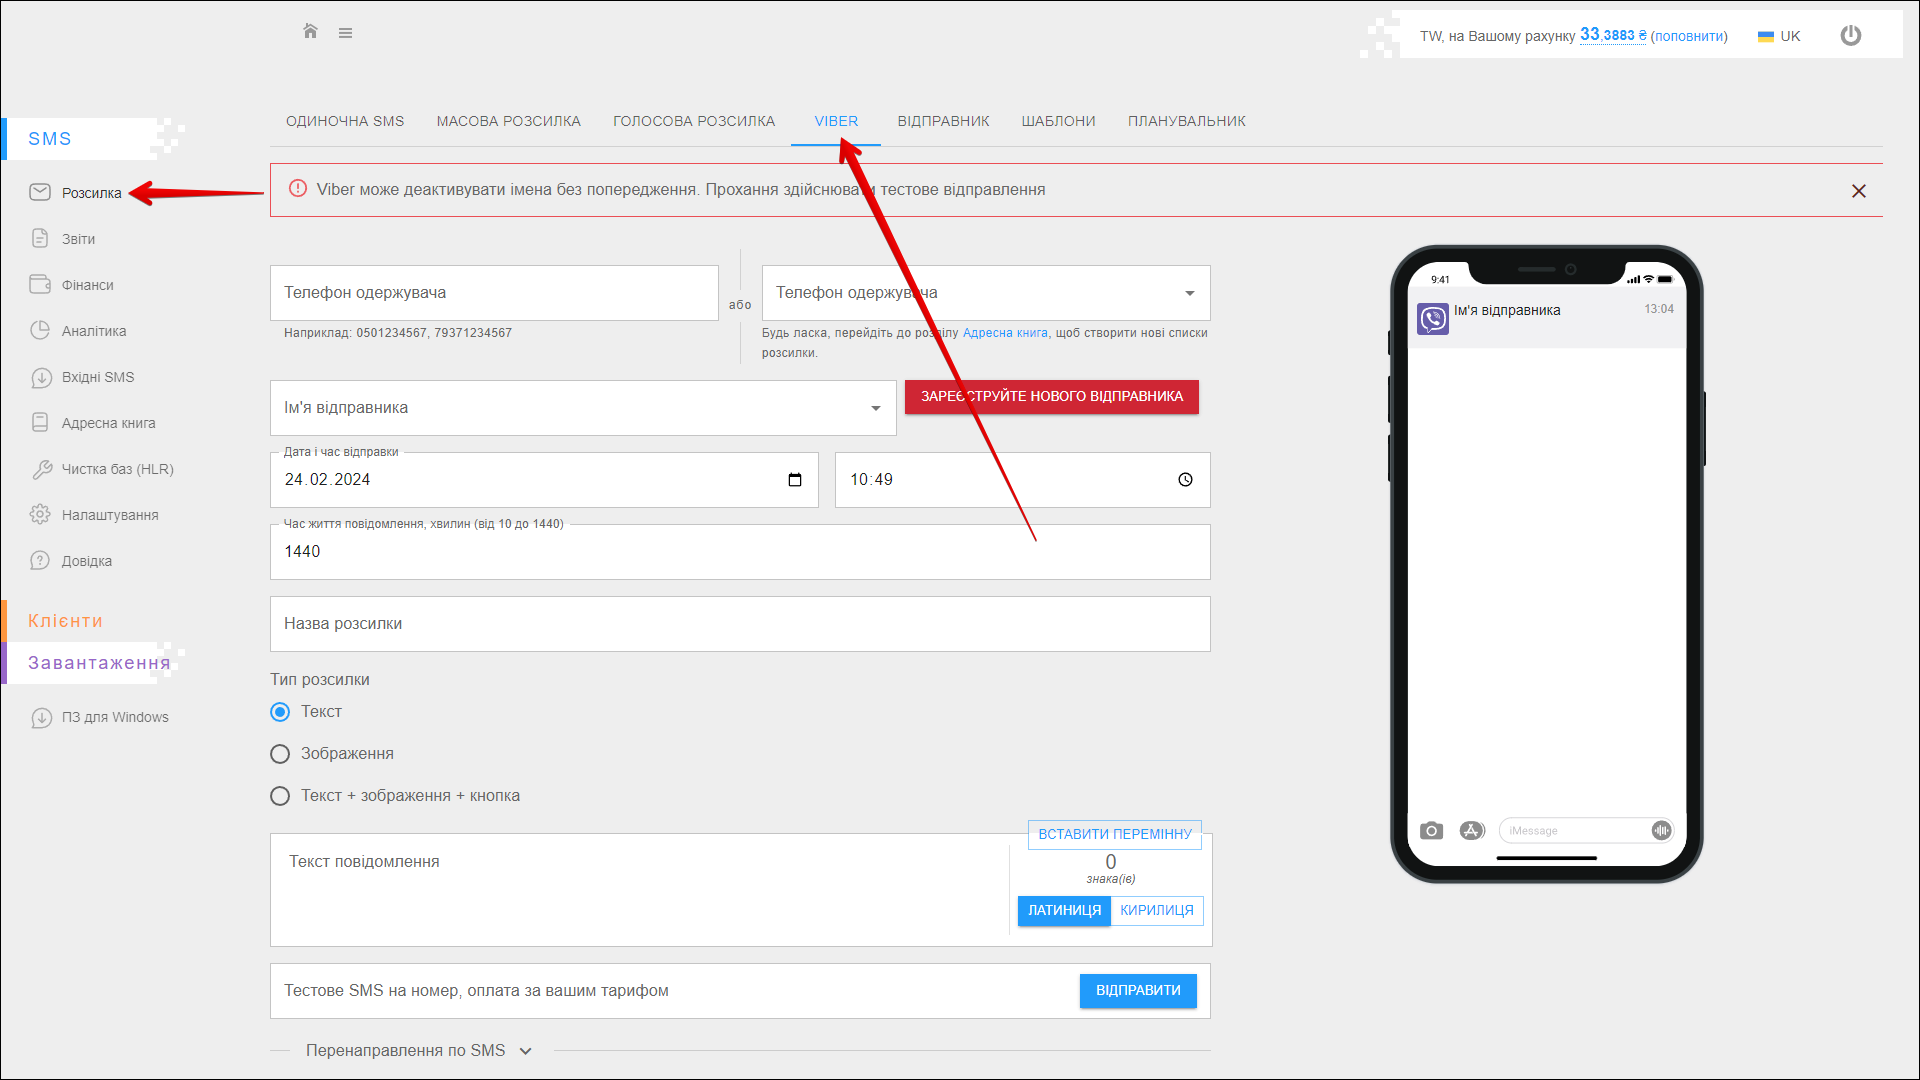 TW, на Вашому рахунку 33,3883 ₴ (поповнити)
UK
SMS
Розсилка
Звіти
Фінанси
Аналітика
Вхідні SMS
Адресна книга
Чистка баз (HLR)
Налаштування
Довідка
Клієнти
Завантаження
ПЗ для Windows
ОДИНОЧНА SMS
МАСОВА РОЗСИЛКА
ГОЛОСОВА РОЗСИЛКА
VIBER
ВІДПРАВНИК
ШАБЛОНИ
ПЛАНУВАЛЬНИК
Viber може деактивувати імена без попередження. Прохання здійснювати тестове відправлення
Телефон одержувача
Наприклад: 0501234567, 79371234567
або
Телефон одержувача
Будь ласка, перейдіть до розділу Адресна книга, щоб створити нові списки
розсилки.
Ім'я відправника
ЗАРЕЄСТРУЙТЕ НОВОГО ВІДПРАВНИКА
Дата і час відправки
24.02.2024
10:49
Час життя повідомлення, хвилин (від 10 до 1440)
1440
Назва розсилки
Тип розсилки
Текст
Зображення
Текст + зображення + кнопка
Текст повідомлення
ВСТАВИТИ ПЕРЕМІННУ
0
знака(ів)
ЛАТИНИЦЯ
КИРИЛИЦЯ
Тестове SMS на номер, оплата за вашим тарифом
ВІДПРАВИТИ
Перенаправлення по SMS
9:41
Ім'я відправника
13:04
iMessage